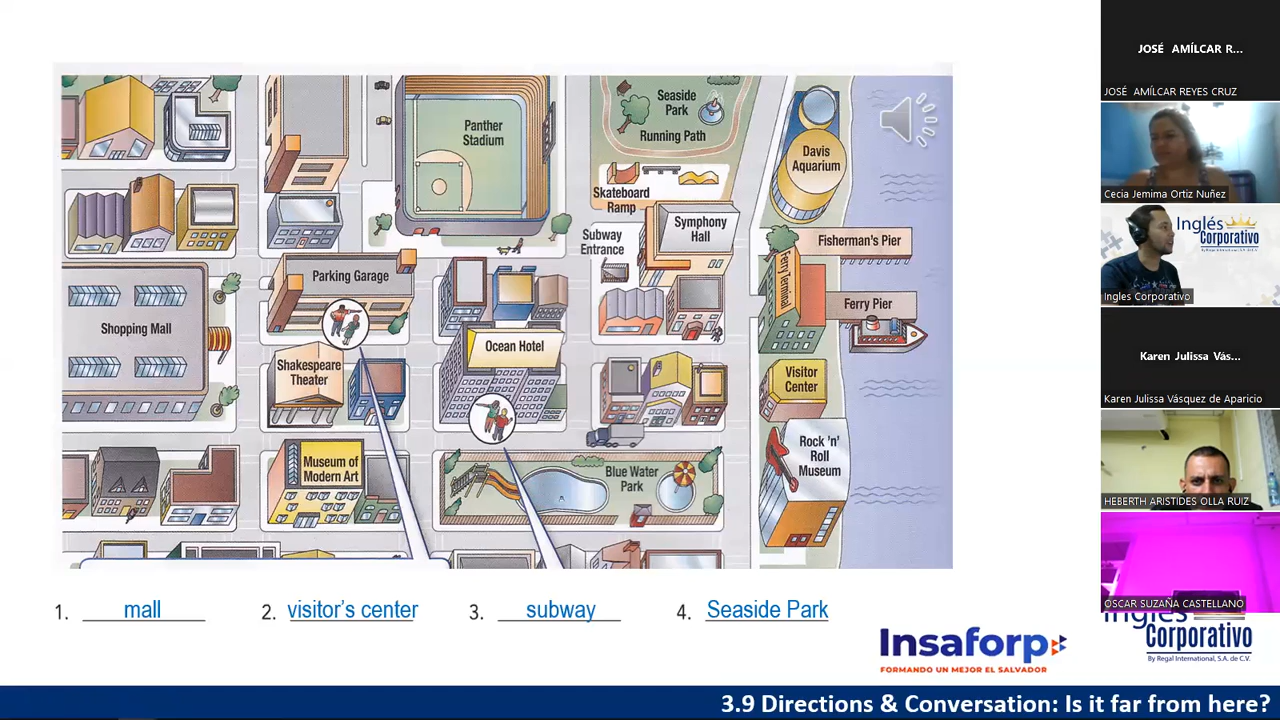 Panther
Stadium
Seaside
Park
Running Path
Davis
Aquarium
Skateboard
Ramp
Symphony
Hall
Subway
Entrance
Fisherman's Pier
Parking Garage
Ferry Terminal
Ferry Pier
Shopping Mall
Ocean Hotel
Shakespeare
Theater
Visitor
Center
Museum of
Modern Art
Blue Water
Park
Rock 'n'
Roll
Museum
1. mall
2. visitor's center
3. subway
4. Seaside Park
Insaforp
FORMANDO UN MEJOR EL SALVADOR
3.9 Directions & Conversation: Is it far from here?
JOSÉ AMÍLCAR R...
JOSÉ AMÍLCAR REYES CRUZ
Cecia Jemima Ortiz Nuñez
Inglés
Corporativo
Ingles Corporativo
Karen Julissa Vás...
Karen Julissa Vásquez de Aparicio
HEBERTH ARISTIDES OLLA RUIZ
OSCAR SUZAÑA CASTELLANO
Inglés
Corporativo
By Regal International, S.A. de C.V.